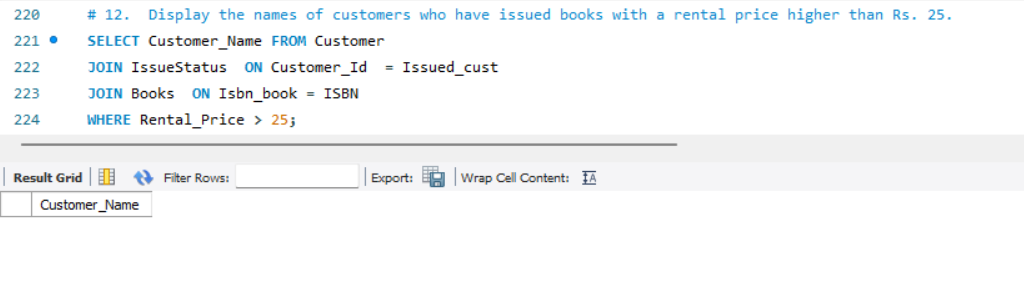 220 # 12.  Display the names of customers who have issued books with a rental price higher than Rs. 25.
221 SELECT Customer_Name FROM Customer
222 JOIN IssueStatus  ON Customer_Id  = Issued_cust
223 JOIN Books  ON Isbn_book = ISBN
224 WHERE Rental_Price > 25;
Result Grid Filter Rows: Export: Wrap Cell Content: IA
Customer_Name